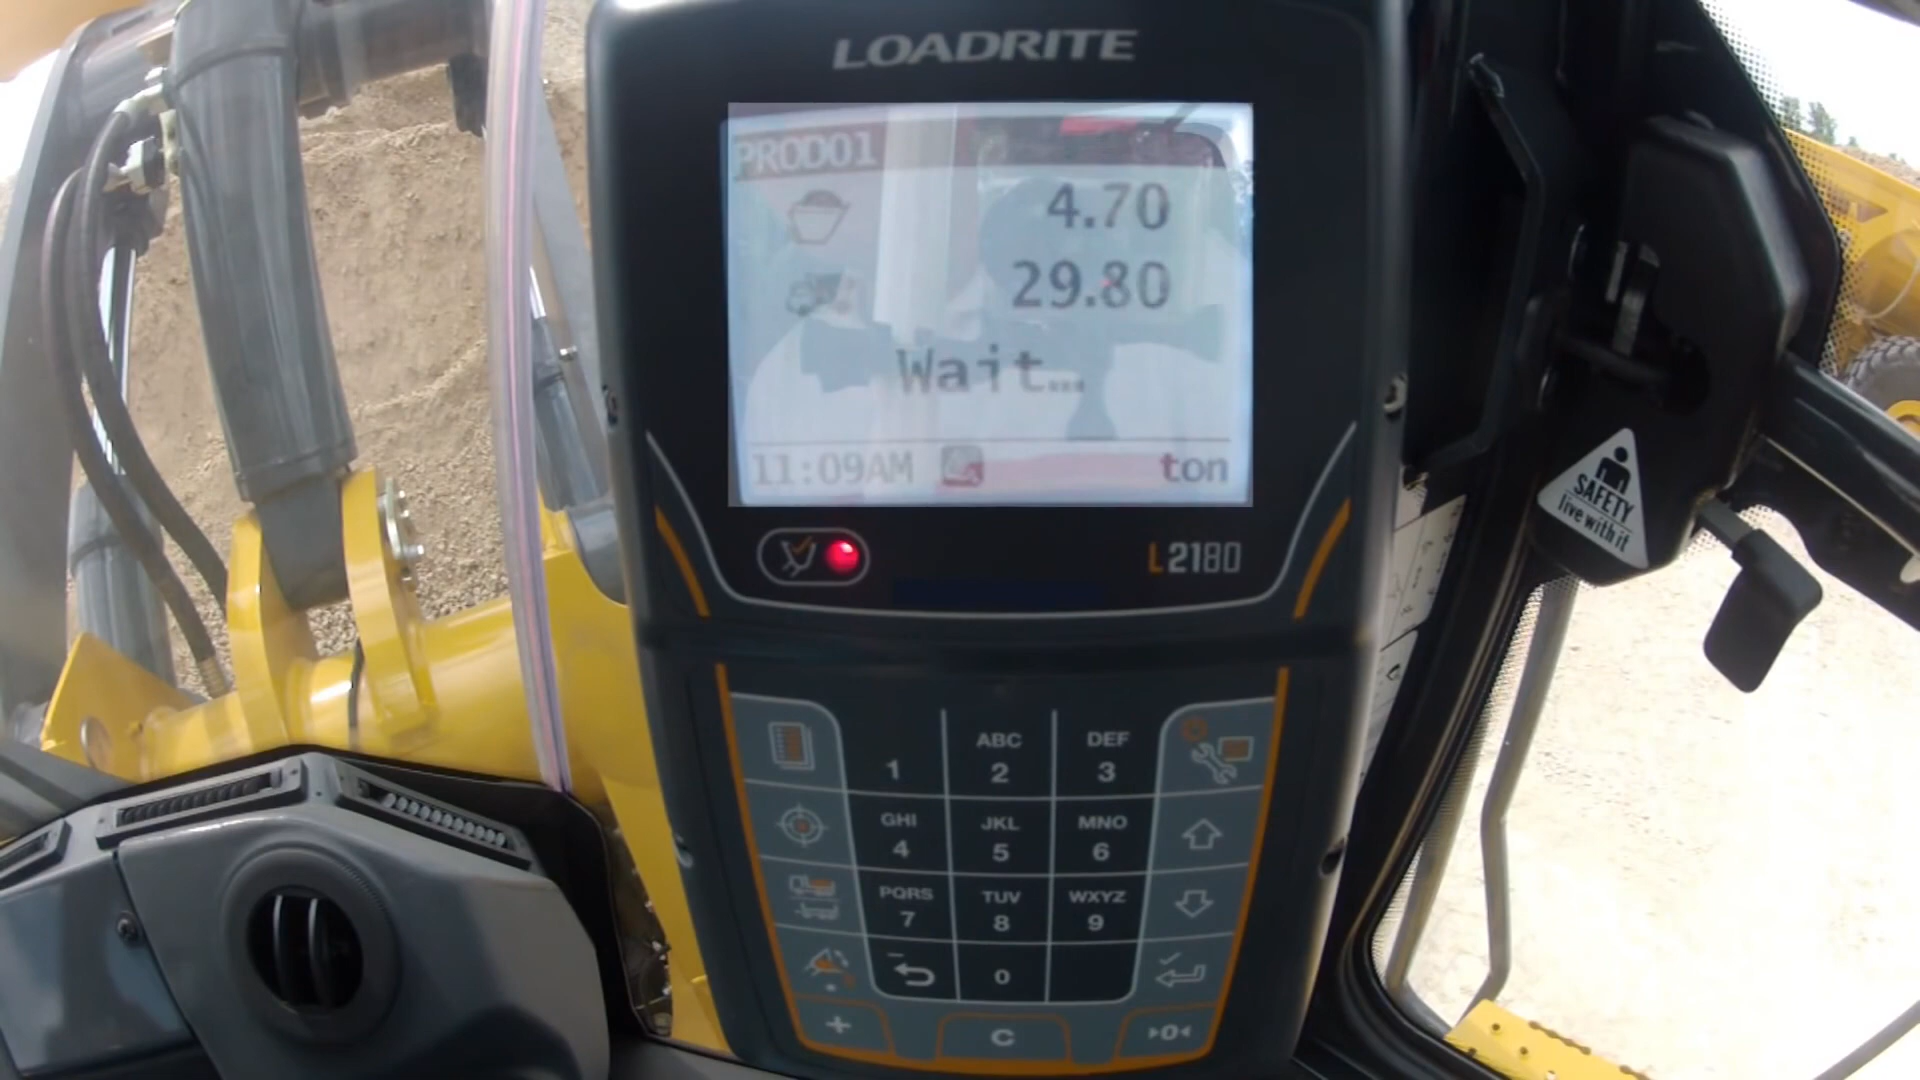 LOADRITE
PROD01
4.70
29.80
Wait...
11:09AM ton
L2180
SAFETY
live with it
1
ABC
2
DEF
3
GHI
4
JKL
5
MNO
6
PQRS
7
TUV
8
WXYZ
9
0
+
C
▸0◂